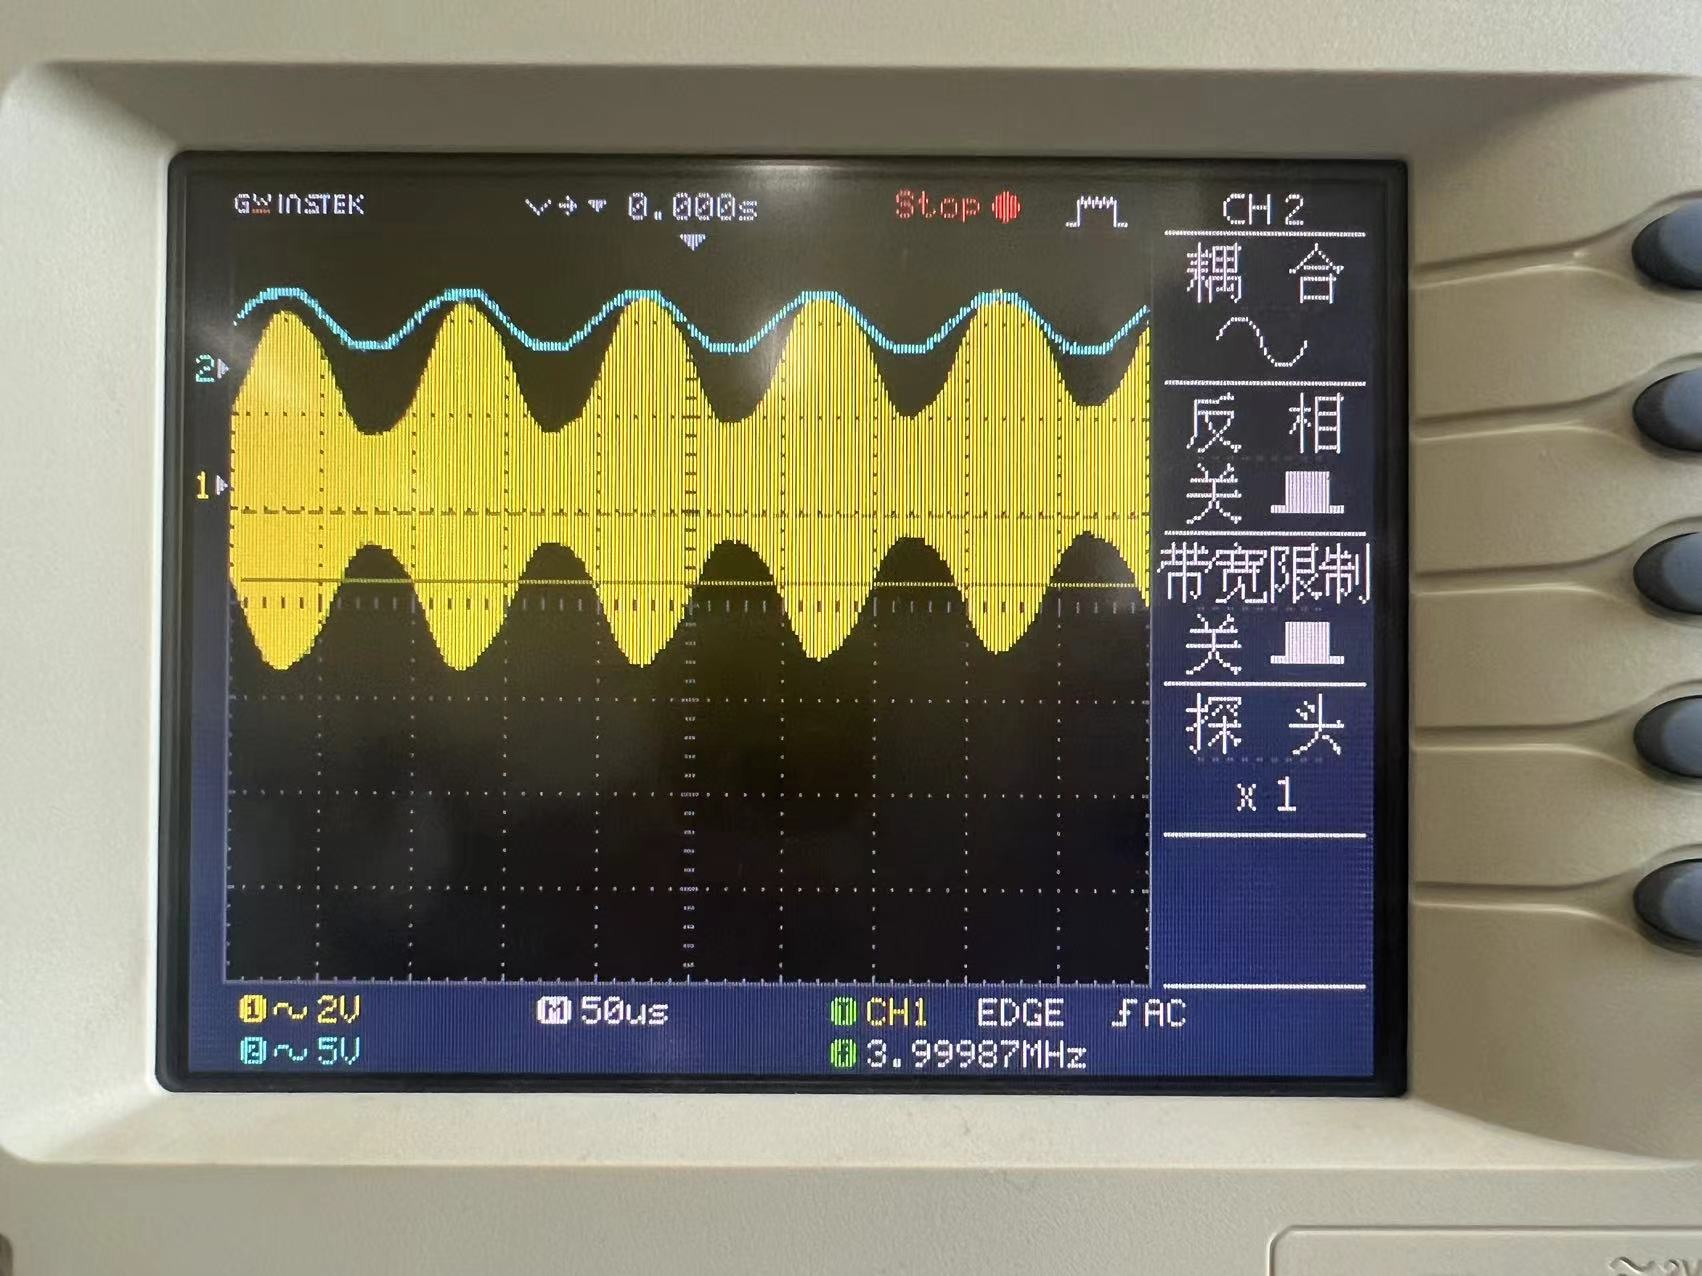 GW INSTEK 0.000s Stop CH 2
耦 合
2
反 相
1
关
带宽限制
关
探 头
x 1
1 2V M 50us T CH1 EDGE AC
2 5V f 3.99987MHz